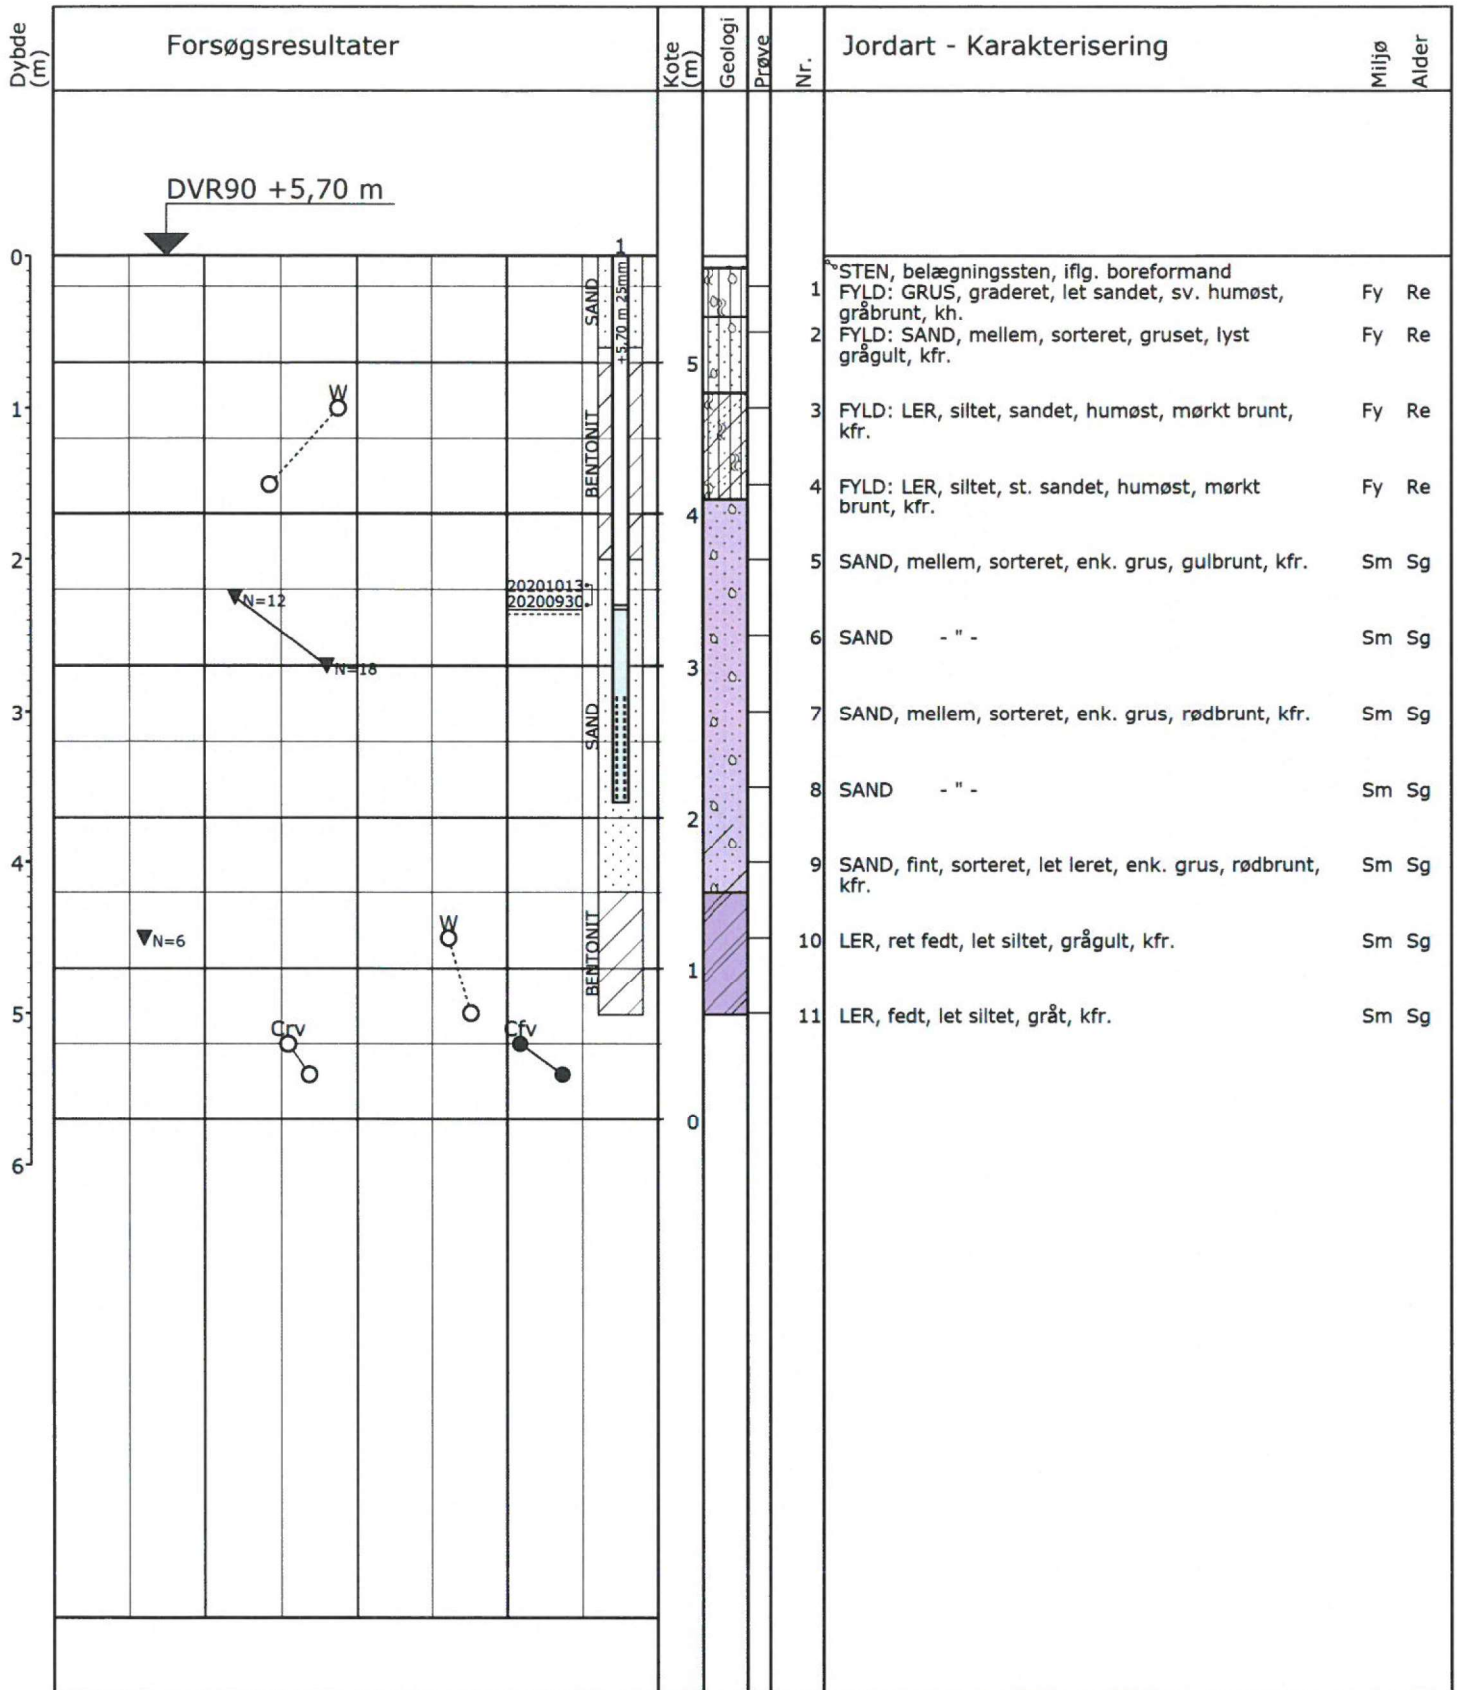 Dybde (m)
Forsøgsresultater
Kote (m)
Geologi
Prøve
Nr.
Jordart - Karakterisering
Miljø
Alder
DVR90 +5,70 m
0
1
2
3
4
5
6
1
+5,70 m 25mm
SAND
BENTONIT
SAND
BENTONIT
W
N=12
N=18
20201013
20200930
N=6
W
Crv
Cfv
5
4
3
2
1
0
STEN, belægningssten, iflg. boreformand
1 FYLD: GRUS, graderet, let sandet, sv. humøst, Fy Re
gråbrunt, kh.
2 FYLD: SAND, mellem, sorteret, gruset, lyst Fy Re
grågult, kfr.
3 FYLD: LER, siltet, sandet, humøst, mørkt brunt, Fy Re
kfr.
4 FYLD: LER, siltet, st. sandet, humøst, mørkt Fy Re
brunt, kfr.
5 SAND, mellem, sorteret, enk. grus, gulbrunt, kfr. Sm Sg
6 SAND - " - Sm Sg
7 SAND, mellem, sorteret, enk. grus, rødbrunt, kfr. Sm Sg
8 SAND - " - Sm Sg
9 SAND, fint, sorteret, let leret, enk. grus, rødbrunt, Sm Sg
kfr.
10 LER, ret fedt, let siltet, grågult, kfr. Sm Sg
11 LER, fedt, let siltet, gråt, kfr. Sm Sg